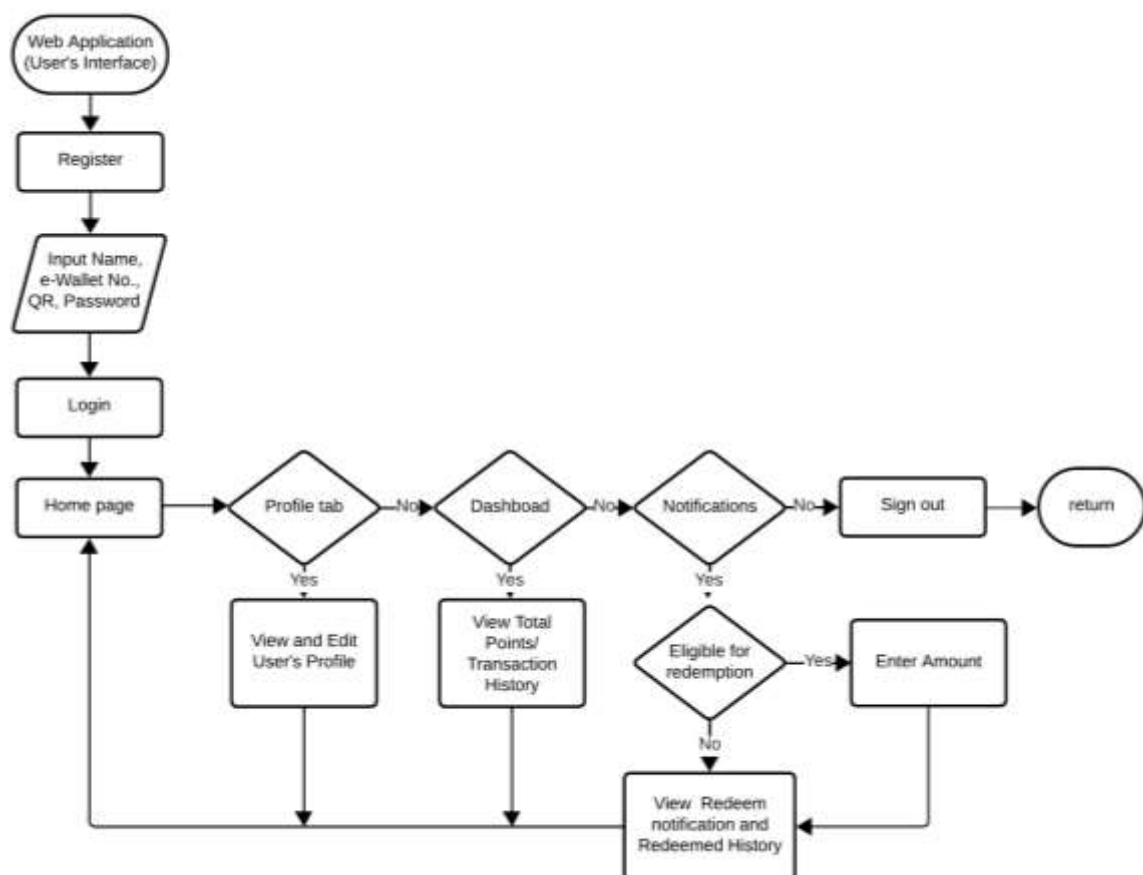 Web Application
(User's Interface)
Register
Input Name,
e-Wallet No.,
QR, Password
Login
Home page
Profile tab
No
Dashboad
No
Notifications
No
Sign out
return
Yes
Yes
Yes
View and Edit
User's Profile
View Total
Points/
Transaction
History
Eligible for
redemption
Yes
Enter Amount
No
View Redeem
notification and
Redeemed History